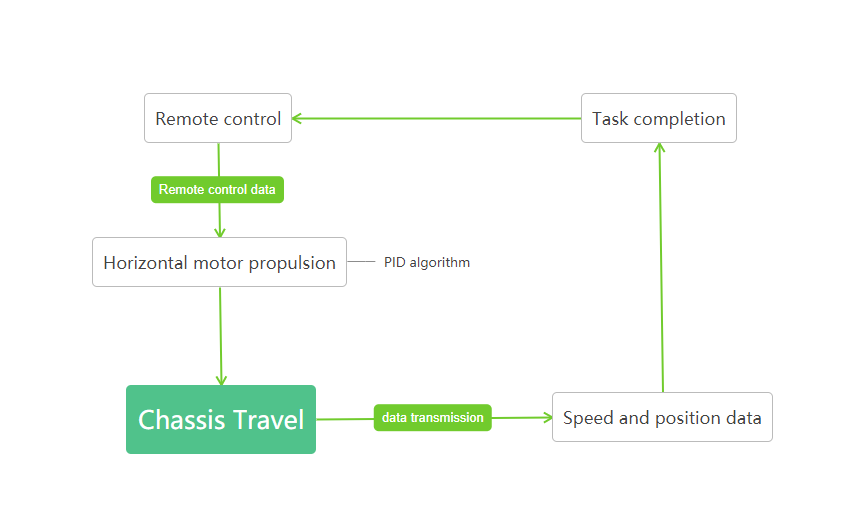 Remote control
Task completion
Remote control data
Horizontal motor propulsion
PID algorithm
Chassis Travel
data transmission
Speed and position data